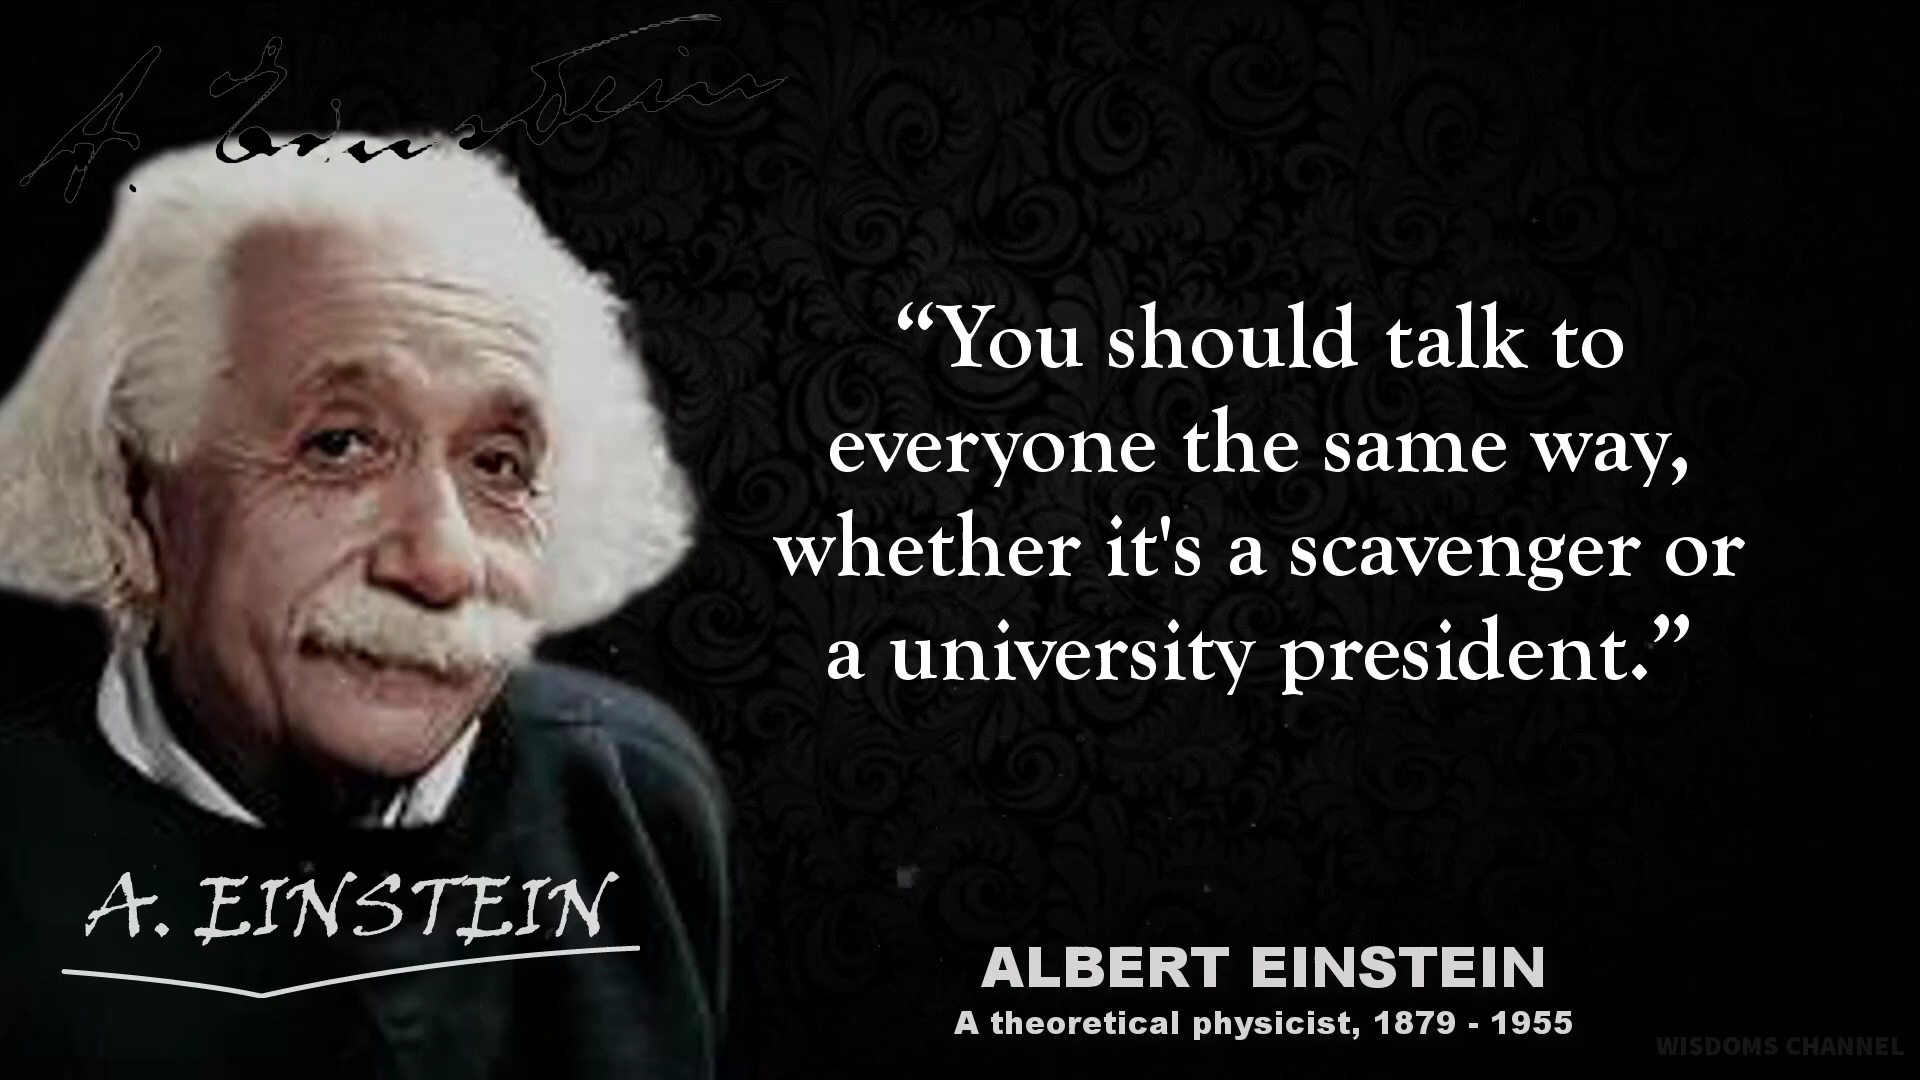 A. Einstein
“You should talk to
everyone the same way,
whether it's a scavenger or
a university president.”
A. EINSTEIN
ALBERT EINSTEIN
A theoretical physicist, 1879 - 1955
WISDOMS CHANNEL